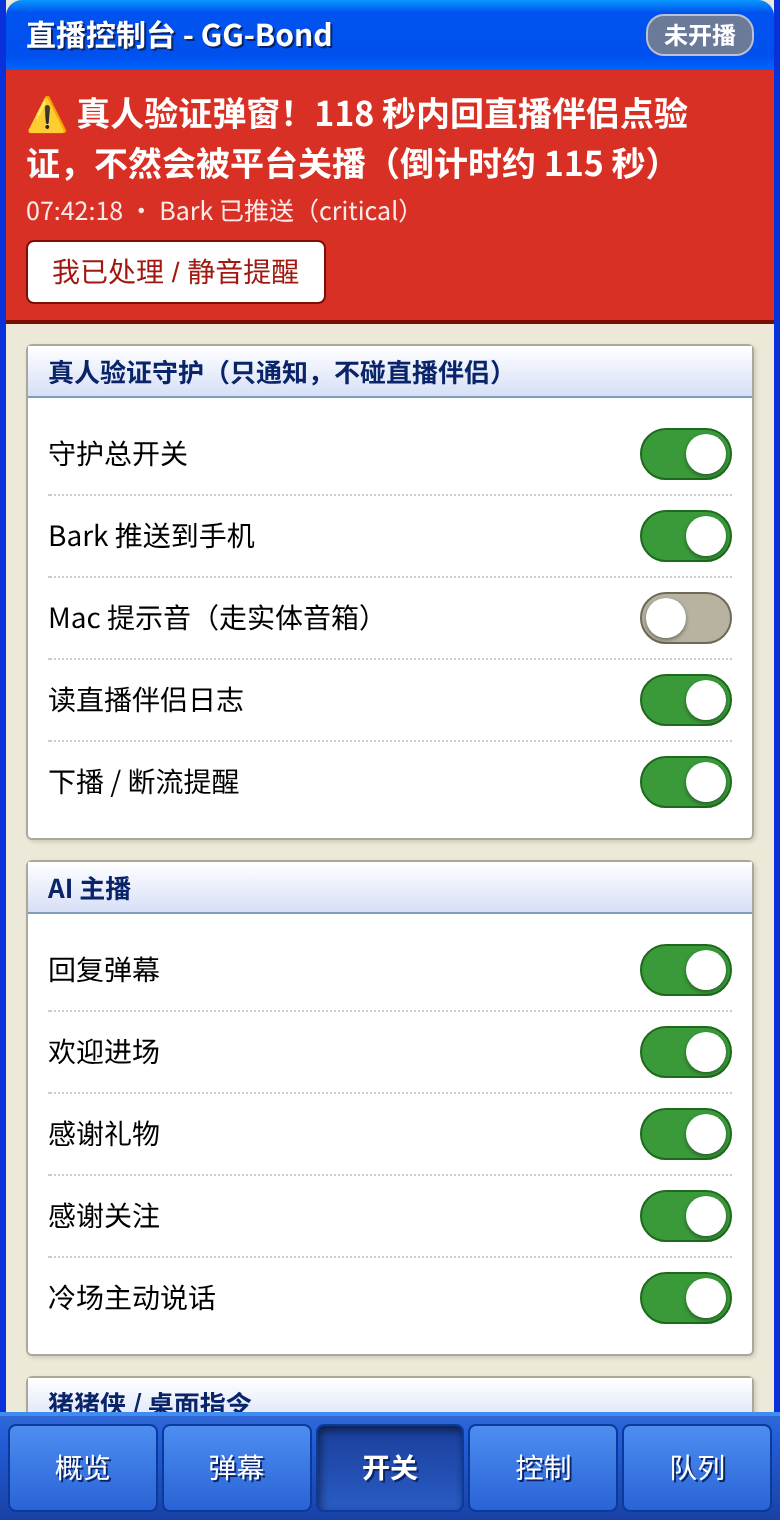 直播控制台 - GG-Bond
未开播
⚠️ 真人验证弹窗！118 秒内回直播伴侣点验
证，不然会被平台关播（倒计时约 115 秒）
07:42:18 · Bark 已推送（critical）
我已处理 / 静音提醒
真人验证守护（只通知，不碰直播伴侣）
守护总开关
Bark 推送到手机
Mac 提示音（走实体音箱）
读直播伴侣日志
下播 / 断流提醒
AI 主播
回复弹幕
欢迎进场
感谢礼物
感谢关注
冷场主动说话
猪猪侠 / 桌面指令
概览
弹幕
开关
控制
队列